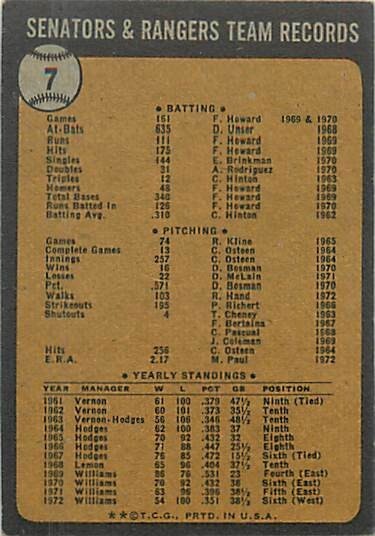 SENATORS & RANGERS TEAM RECORDS
7
• BATTING •
Games 161 F. Howard 1969 & 1970
At-Bats 635 D. Unser 1968
Runs 111 F. Howard 1969
Hits 175 F. Howard 1969
Singles 144 E. Brinkman 1970
Doubles 31 A. Rodriguez 1970
Triples 12 C. Hinton 1963
Homers 48 F. Howard 1969
Total Bases 340 F. Howard 1969
Runs Batted In 126 F. Howard 1970
Batting Avg. .310 C. Hinton 1962
• PITCHING •
Games 74 R. Kline 1965
Complete Games 13 C. Osteen 1964
Innings 257 C. Osteen 1964
Wins 16 D. Bosman 1970
Losses 22 D. McLain 1971
Pct. .571 D. Bosman 1970
Walks 103 R. Hand 1972
Strikeouts 195 P. Richert 1966
Shutouts 4 T. Cheney 1963
F. Bertaina 1967
C. Pascual 1968
J. Coleman 1969
Hits 256 C. Osteen 1964
E.R.A. 2.17 M. Paul 1972
• YEARLY STANDINGS •
YEAR MANAGER W L PCT GB POSITION
1961 Vernon 61 100 .379 47½ Ninth (Tied)
1962 Vernon 60 101 .373 35½ Tenth
1963 Vernon-Hodges 56 106 .346 48½ Tenth
1964 Hodges 62 100 .383 37 Ninth
1965 Hodges 70 92 .432 32 Eighth
1966 Hodges 71 88 .447 25½ Eighth
1967 Hodges 76 85 .472 15½ Sixth (Tied)
1968 Lemon 65 96 .404 37½ Tenth
1969 Williams 86 76 .531 23 Fourth (East)
1970 Williams 70 92 .432 38 Sixth (East)
1971 Williams 63 96 .396 38½ Fifth (East)
1972 Williams 54 100 .351 38½ Sixth (West)
**©T.C.G., PRTD. IN U.S.A.